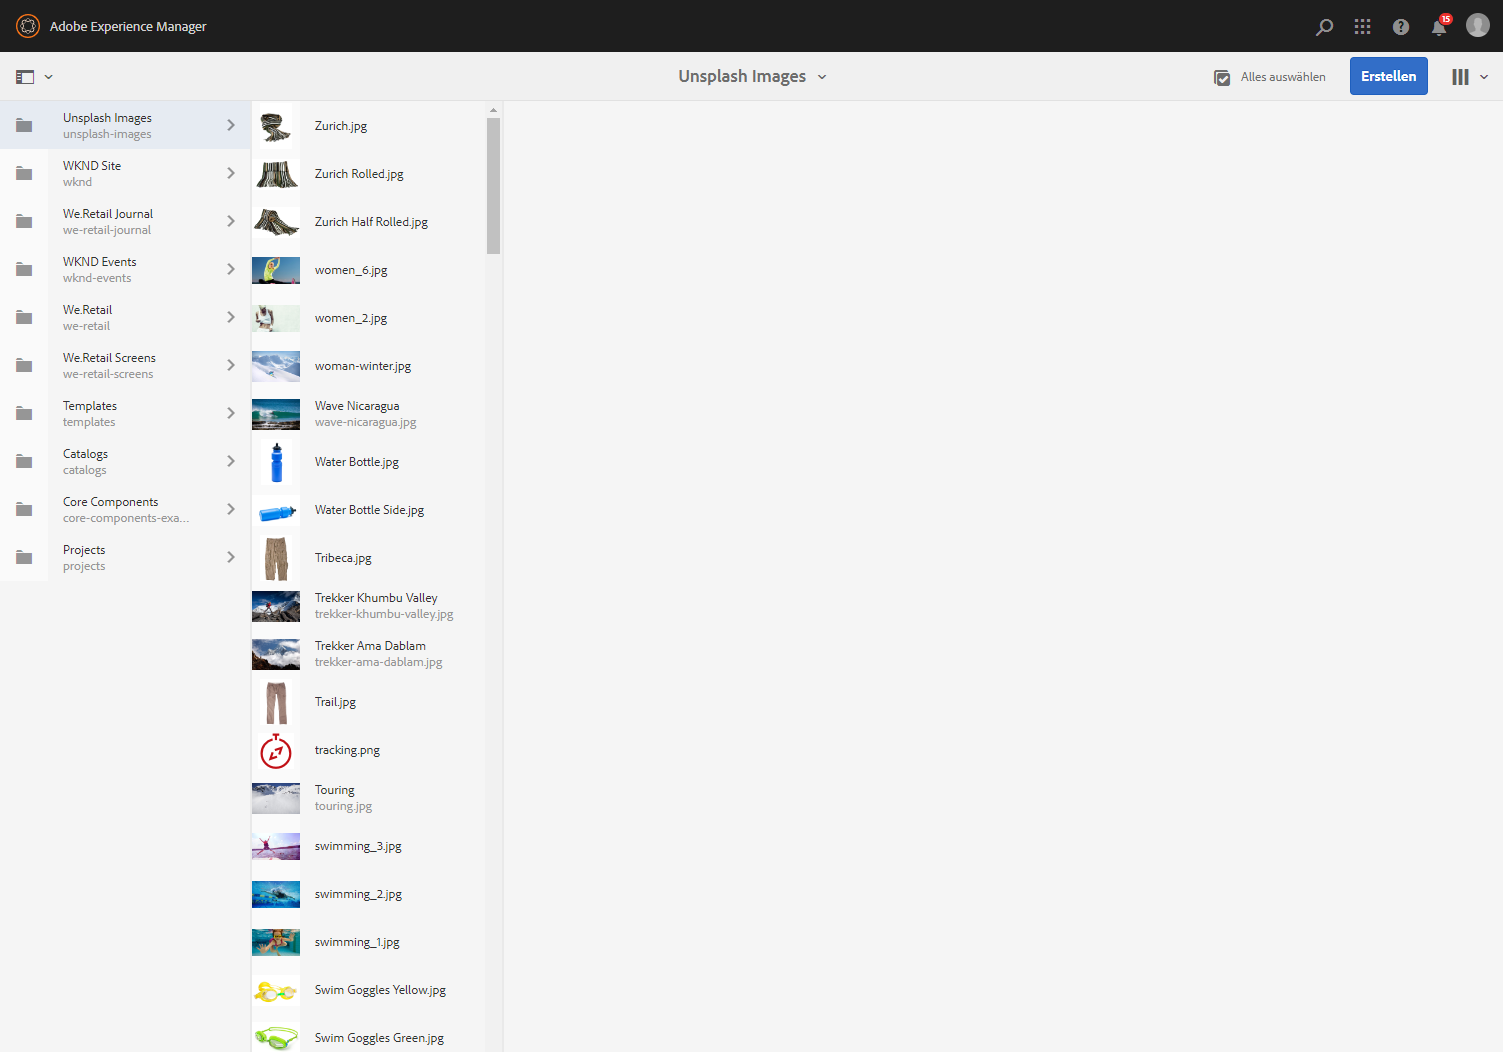 Adobe Experience Manager
15
Unsplash Images
Alles auswählen
Erstellen
Unsplash Images
unsplash-images
WKND Site
wknd
We.Retail Journal
we-retail-journal
WKND Events
wknd-events
We.Retail
we-retail
We.Retail Screens
we-retail-screens
Templates
templates
Catalogs
catalogs
Core Components
core-components-exa...
Projects
projects
Zurich.jpg
Zurich Rolled.jpg
Zurich Half Rolled.jpg
women_6.jpg
women_2.jpg
woman-winter.jpg
Wave Nicaragua
wave-nicaragua.jpg
Water Bottle.jpg
Water Bottle Side.jpg
Tribeca.jpg
Trekker Khumbu Valley
trekker-khumbu-valley.jpg
Trekker Ama Dablam
trekker-ama-dablam.jpg
Trail.jpg
tracking.png
Touring
touring.jpg
swimming_3.jpg
swimming_2.jpg
swimming_1.jpg
Swim Goggles Yellow.jpg
Swim Goggles Green.jpg